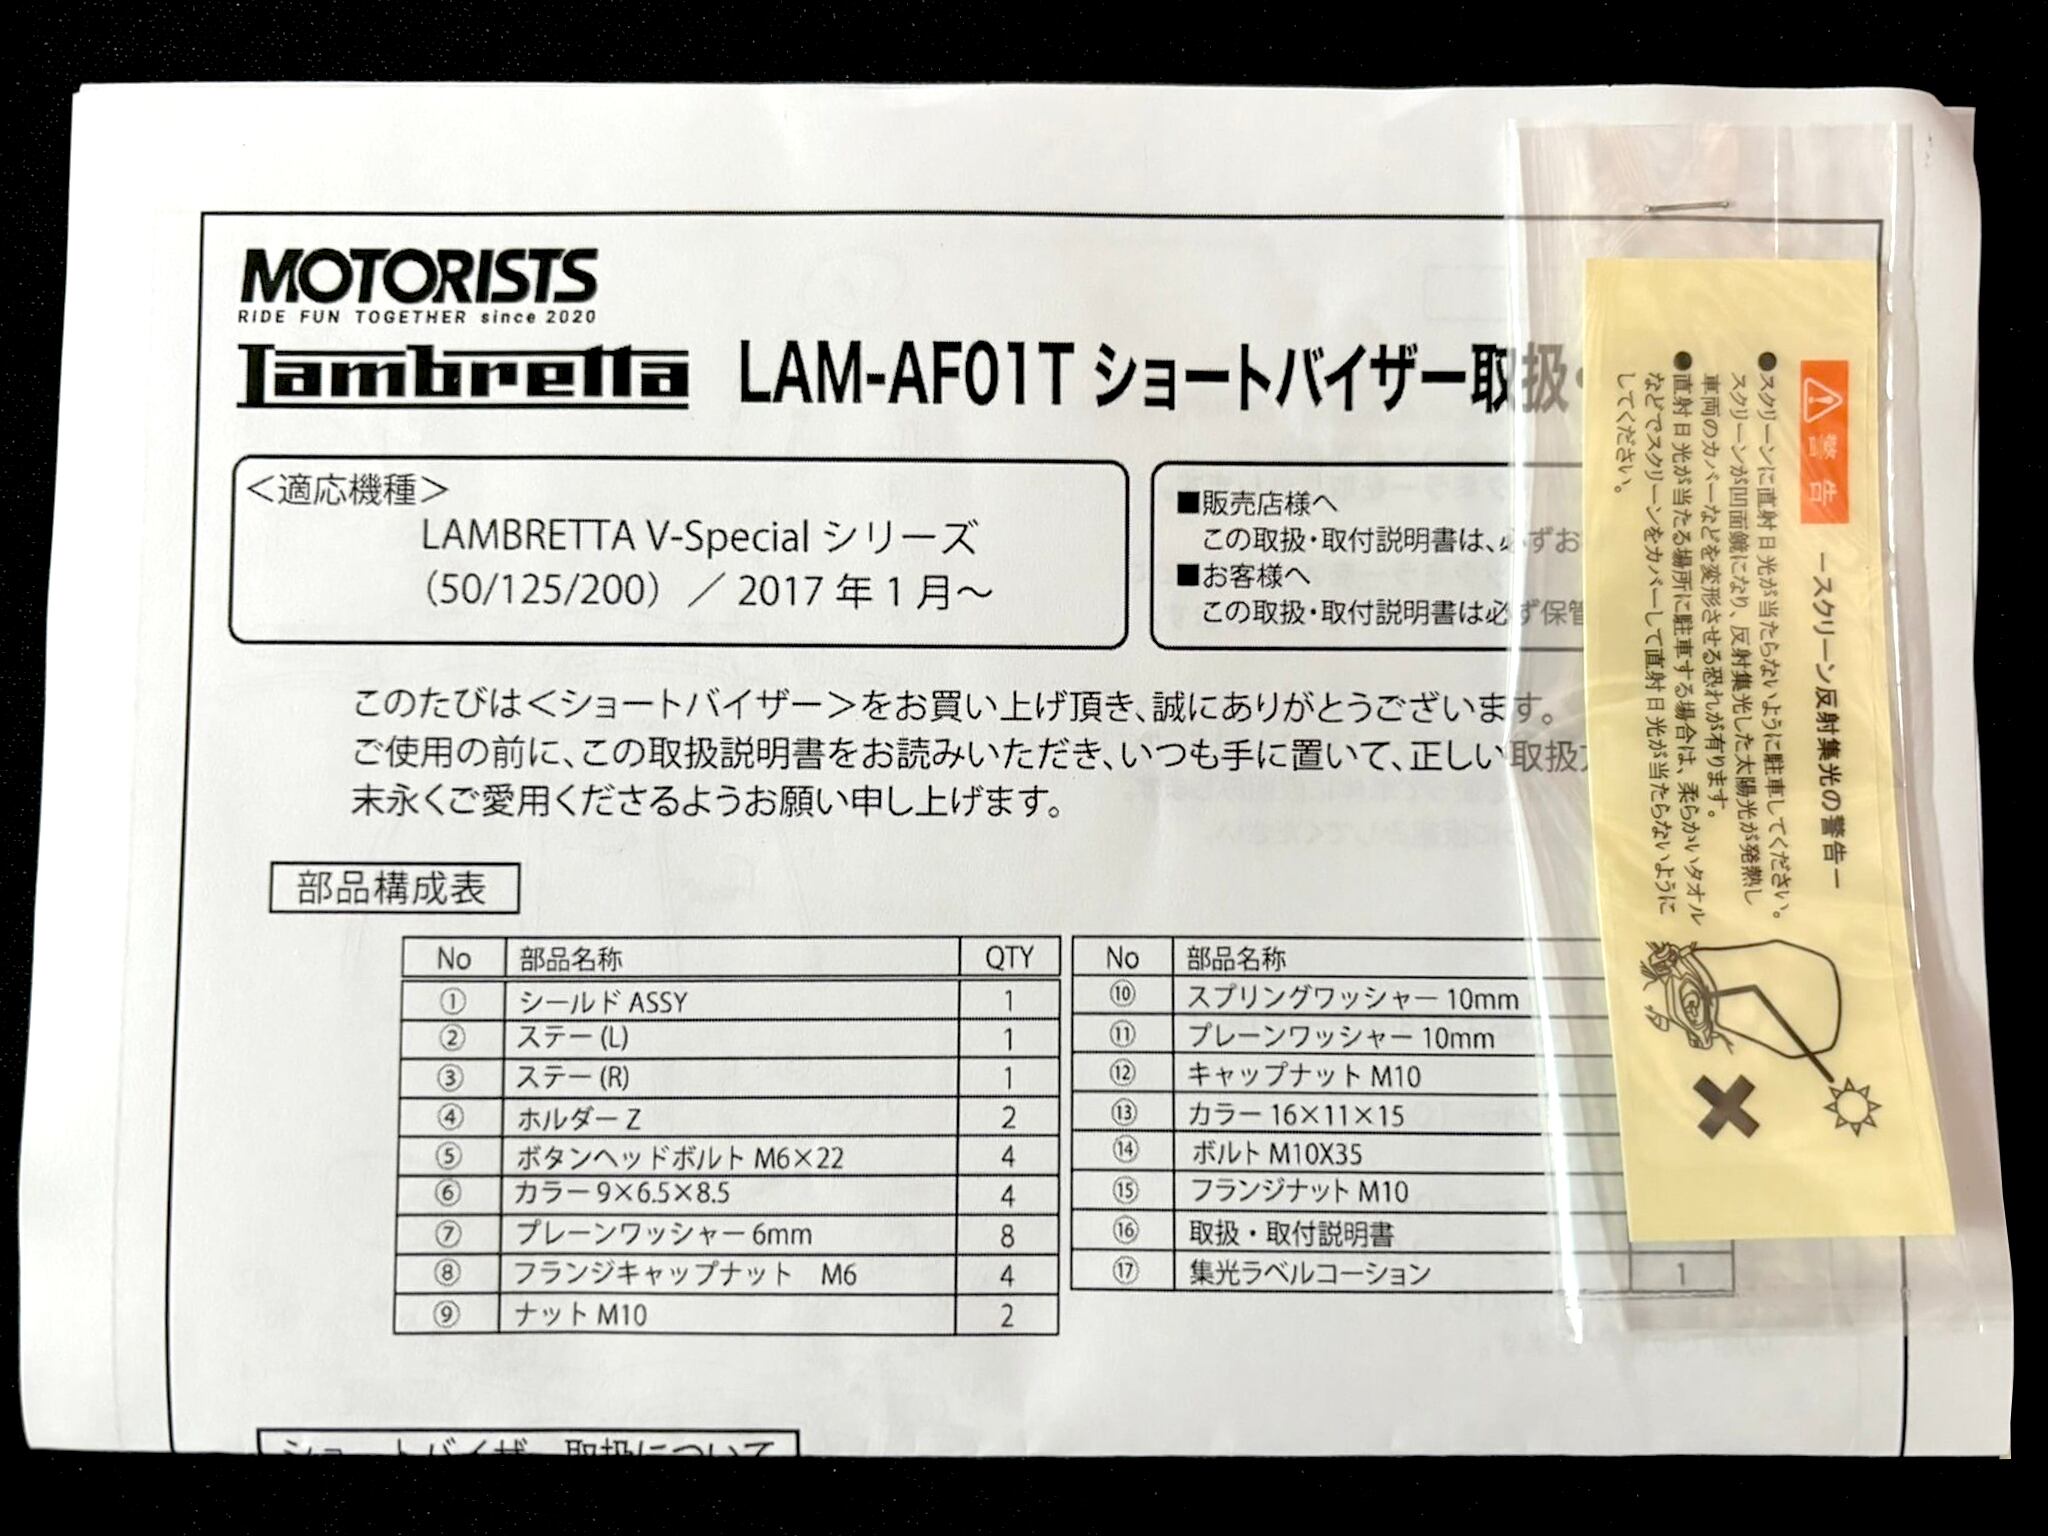 MOTORISTS
RIDE FUN TOGETHER since 2020
Lambretta LAM-AF01T ショートバイザー取扱・
＜適応機種＞
LAMBRETTA V-Special シリーズ
（50/125/200）／ 2017 年 1 月～
■販売店様へ
この取扱・取付説明書は、必ずお
■お客様へ
この取扱・取付説明書は必ず保管
このたびは＜ショートバイザー＞をお買い上げ頂き、誠にありがとうございます。
ご使用の前に、この取扱説明書をお読みいただき、いつも手に置いて、正しい取扱
末永くご愛用くださるようお願い申し上げます。
部品構成表
No 部品名称 QTY
① シールド ASSY 1
② ステー (L) 1
③ ステー (R) 1
④ ホルダー Z 2
⑤ ボタンヘッドボルト M6×22 4
⑥ カラー 9×6.5×8.5 4
⑦ プレーンワッシャー 6mm 8
⑧ フランジキャップナット　M6 4
⑨ ナット M10 2
No 部品名称
⑩ スプリングワッシャー 10mm
⑪ プレーンワッシャー 10mm
⑫ キャップナット M10
⑬ カラー 16×11×15
⑭ ボルト M10X35
⑮ フランジナット M10
⑯ 取扱・取付説明書
⑰ 集光ラベルコーション 1
ショートバイザー取扱について
警告
ースクリーン反射集光の警告ー
●スクリーンに直射日光が当たらないように駐車してください。
スクリーンが凹面鏡になり、反射集光した太陽光が発熱し
車両のカバーなどを変形させる恐れが有ります。
●直射日光が当たる場所に駐車する場合は、柔らかいタオル
などでスクリーンをカバーして直射日光が当たらないように
してください。